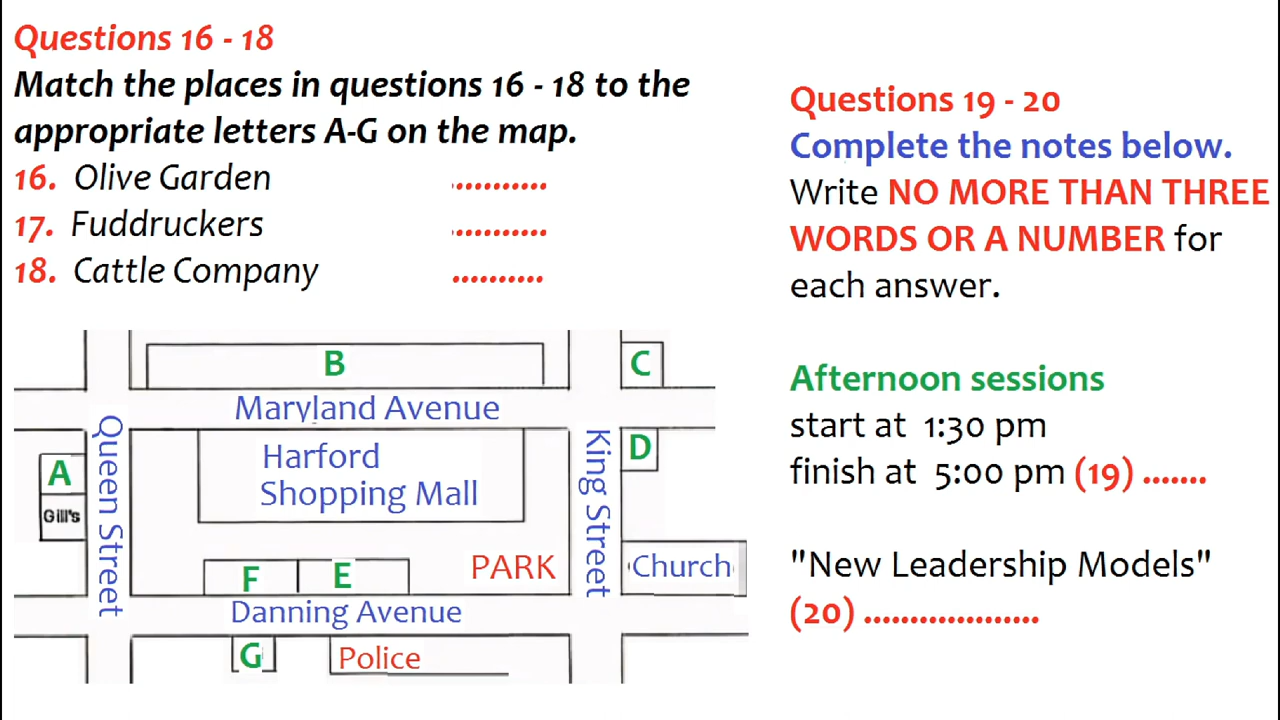 Questions 16 - 18
Match the places in questions 16 - 18 to the
appropriate letters A-G on the map.
16. Olive Garden ..........
17. Fuddruckers ..........
18. Cattle Company ..........
B
C
Maryland Avenue
Queen Street
Harford
Shopping Mall
King Street
D
A
Gill's
F
E
PARK
Church
Danning Avenue
G
Police
Questions 19 - 20
Complete the notes below.
Write NO MORE THAN THREE
WORDS OR A NUMBER for
each answer.
Afternoon sessions
start at 1:30 pm
finish at 5:00 pm (19) .......
"New Leadership Models"
(20) ...................